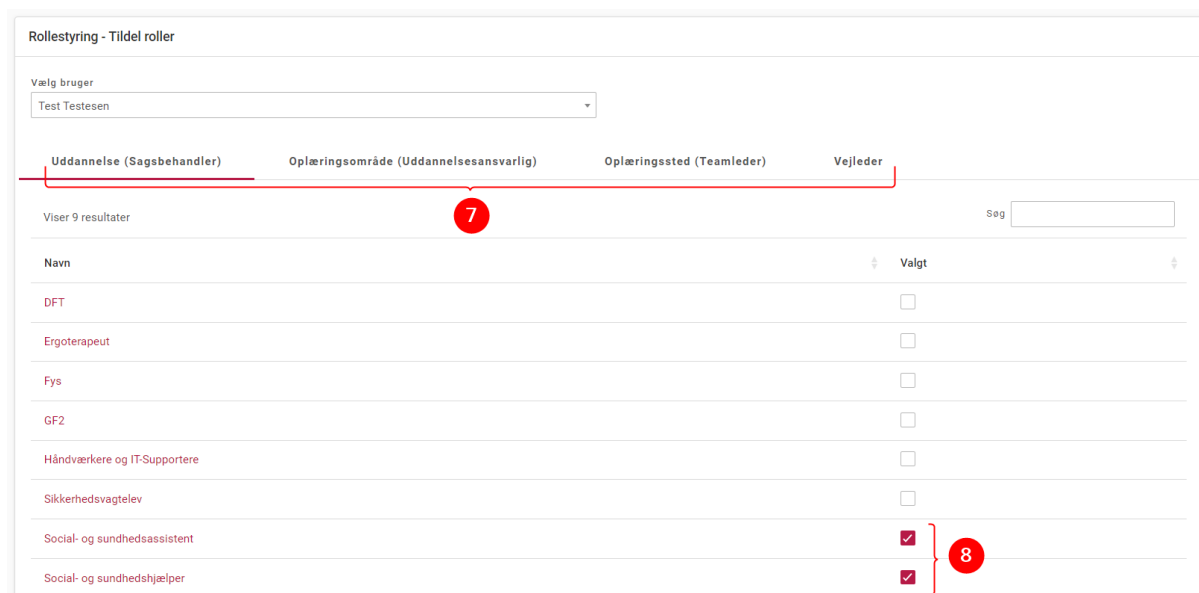 Rollestyring - Tildel roller
Vælg bruger
Test Testesen
Uddannelse (Sagsbehandler) Oplæringsområde (Uddannelsesansvarlig) Oplæringssted (Teamleder) Vejleder
7
Viser 9 resultater Søg
Navn Valgt
DFT
Ergoterapeut
Fys
GF2
Håndværkere og IT-Supportere
Sikkerhedsvagtelev
Social- og sundhedsassistent
8
Social- og sundhedshjælper